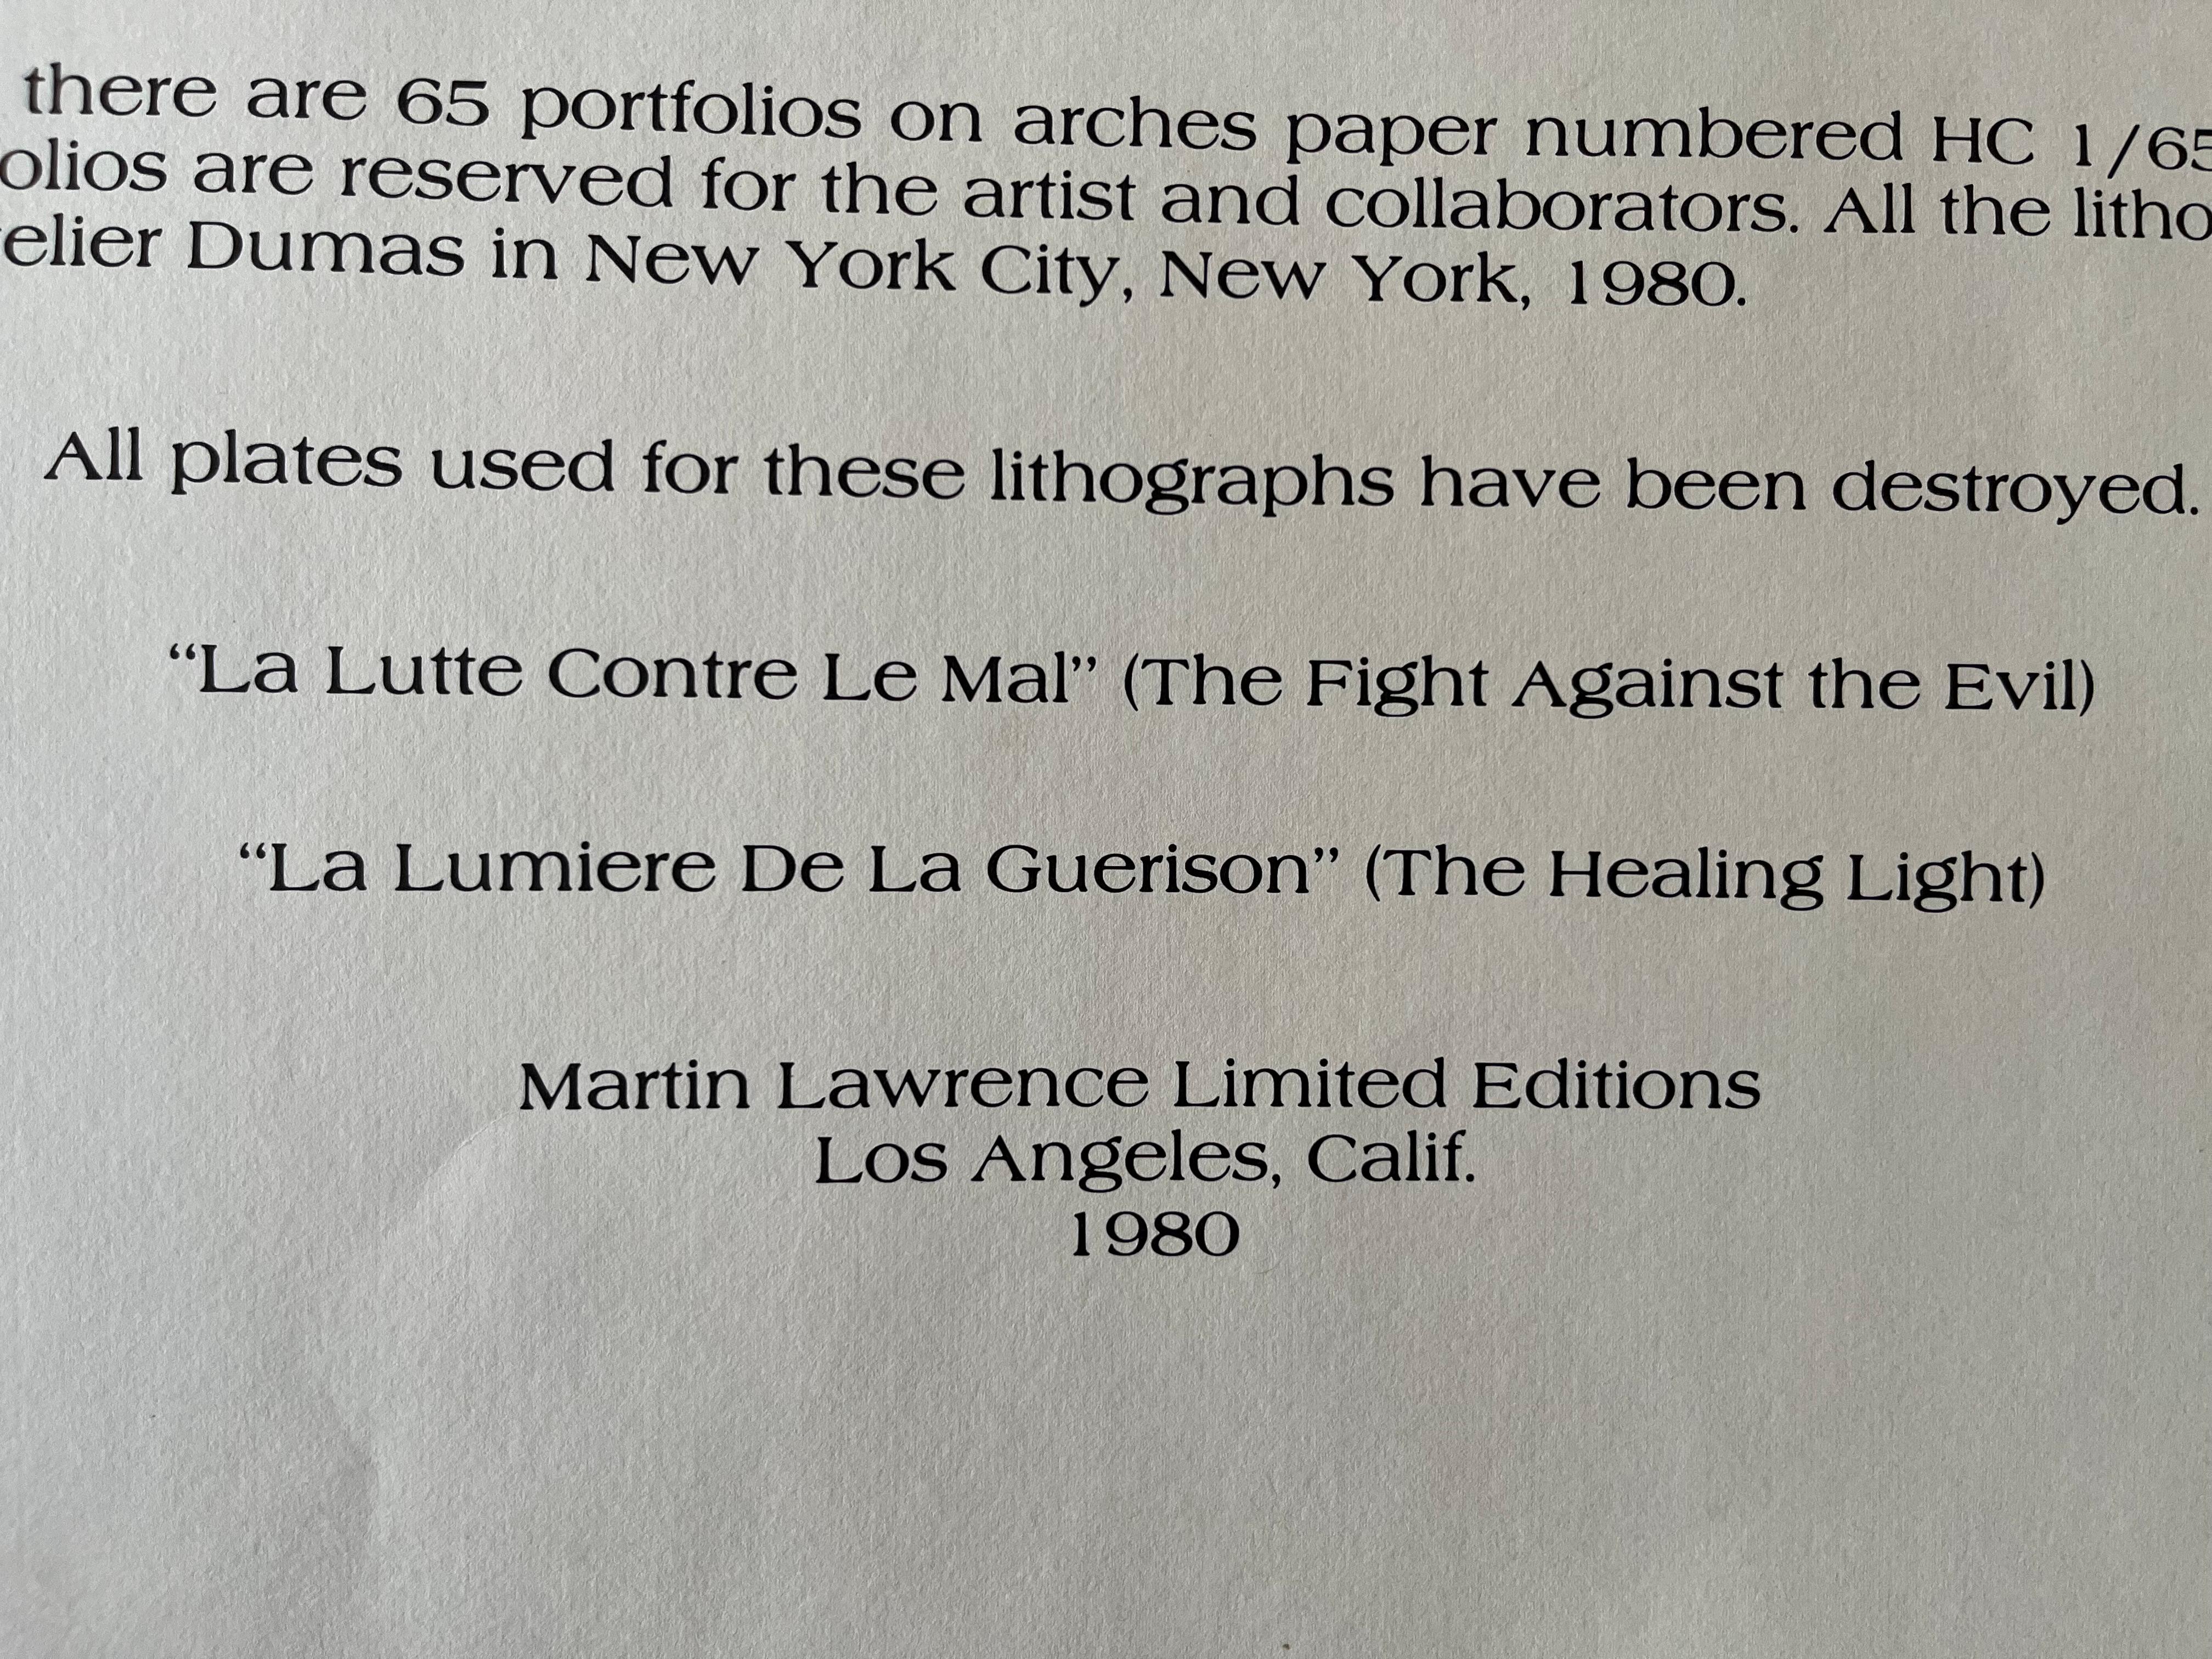 there are 65 portfolios on arches paper numbered HC 1/65
olios are reserved for the artist and collaborators. All the litho
elier Dumas in New York City, New York, 1980.
All plates used for these lithographs have been destroyed.
“La Lutte Contre Le Mal” (The Fight Against the Evil)
“La Lumiere De La Guerison” (The Healing Light)
Martin Lawrence Limited Editions
Los Angeles, Calif.
1980